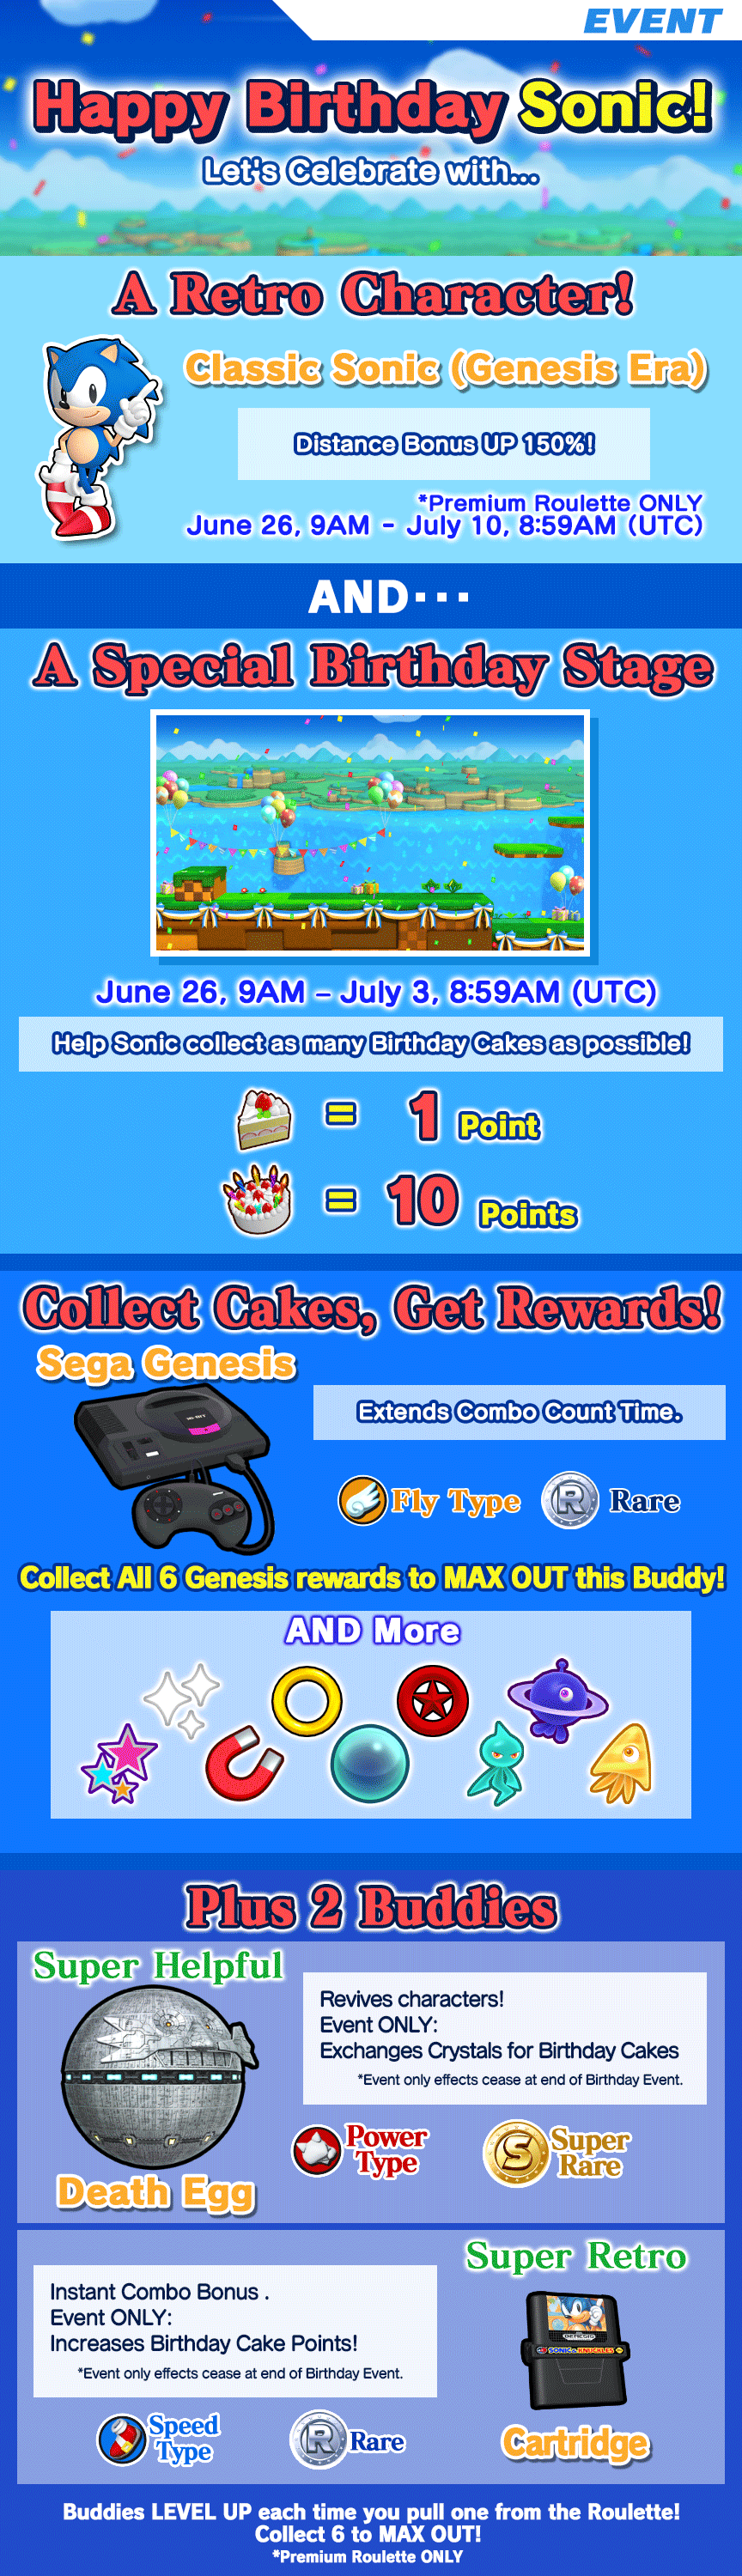 EVENT
Happy Birthday Sonic!
Let's Celebrate with...
A Retro Character!
Classic Sonic (Genesis Era)
Distance Bonus UP 150%!
*Premium Roulette ONLY
June 26, 9AM - July 10, 8:59AM (UTC)
AND···
A Special Birthday Stage
June 26, 9AM – July 3, 8:59AM (UTC)
Help Sonic collect as many Birthday Cakes as possible!
= 1 Point
= 10 Points
Collect Cakes, Get Rewards!
Sega Genesis
16-BIT
Extends Combo Count Time.
Fly Type
R Rare
Collect All 6 Genesis rewards to MAX OUT this Buddy!
AND More
Plus 2 Buddies
Super Helpful
Revives characters!
Event ONLY:
Exchanges Crystals for Birthday Cakes
*Event only effects cease at end of Birthday Event.
Power
Type
S Super
Rare
Death Egg
Super Retro
Instant Combo Bonus .
Event ONLY:
Increases Birthday Cake Points!
*Event only effects cease at end of Birthday Event.
GENESIS
SONIC & KNUCKLES
Speed
Type
R Rare
Cartridge
Buddies LEVEL UP each time you pull one from the Roulette!
Collect 6 to MAX OUT!
*Premium Roulette ONLY